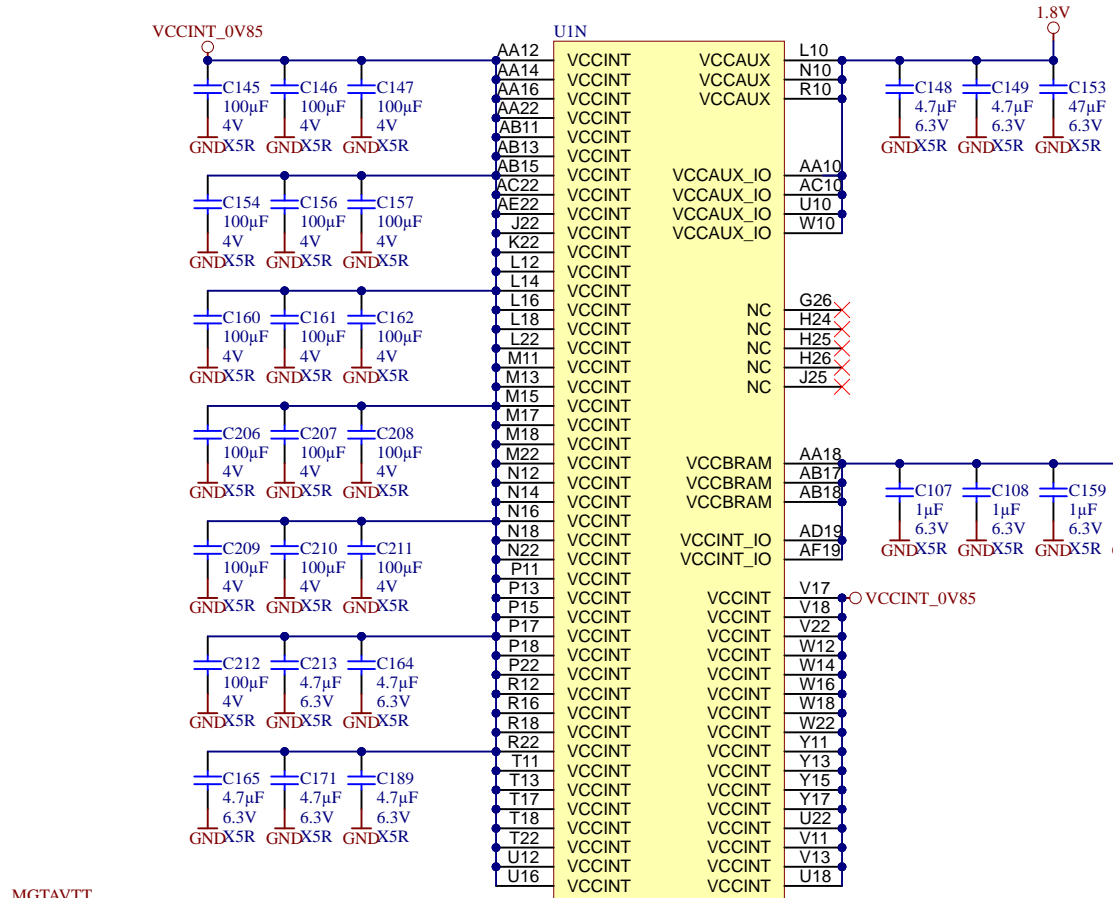 VCCINT_0V85
C145
100µF
4V
X5R
GND
C146
100µF
4V
X5R
GND
C147
100µF
4V
X5R
GND
C154
100µF
4V
X5R
GND
C156
100µF
4V
X5R
GND
C157
100µF
4V
X5R
GND
C160
100µF
4V
X5R
GND
C161
100µF
4V
X5R
GND
C162
100µF
4V
X5R
GND
C206
100µF
4V
X5R
GND
C207
100µF
4V
X5R
GND
C208
100µF
4V
X5R
GND
C209
100µF
4V
X5R
GND
C210
100µF
4V
X5R
GND
C211
100µF
4V
X5R
GND
C212
100µF
4V
X5R
GND
C213
4.7µF
6.3V
X5R
GND
C164
4.7µF
6.3V
X5R
GND
C165
4.7µF
6.3V
X5R
GND
C171
4.7µF
6.3V
X5R
GND
C189
4.7µF
6.3V
X5R
GND
MGTAVTT
U1N
AA12 VCCINT
AA14 VCCINT
AA16 VCCINT
AA22 VCCINT
AB11 VCCINT
AB13 VCCINT
AB15 VCCINT
AC22 VCCINT
AE22 VCCINT
J22 VCCINT
K22 VCCINT
L12 VCCINT
L14 VCCINT
L16 VCCINT
L18 VCCINT
L22 VCCINT
M11 VCCINT
M13 VCCINT
M15 VCCINT
M17 VCCINT
M18 VCCINT
M22 VCCINT
N12 VCCINT
N14 VCCINT
N16 VCCINT
N18 VCCINT
N22 VCCINT
P11 VCCINT
P13 VCCINT
P15 VCCINT
P17 VCCINT
P18 VCCINT
P22 VCCINT
R12 VCCINT
R16 VCCINT
R18 VCCINT
R22 VCCINT
T11 VCCINT
T13 VCCINT
T17 VCCINT
T18 VCCINT
T22 VCCINT
U12 VCCINT
U16 VCCINT
VCCAUX L10
VCCAUX N10
VCCAUX R10
VCCAUX_IO AA10
VCCAUX_IO AC10
VCCAUX_IO U10
VCCAUX_IO W10
NC G26
NC H24
NC H25
NC H26
NC J25
VCCBRAM AA18
VCCBRAM AB17
VCCBRAM AB18
VCCINT_IO AD19
VCCINT_IO AF19
VCCINT V17
VCCINT V18
VCCINT V22
VCCINT W12
VCCINT W14
VCCINT W16
VCCINT W18
VCCINT W22
VCCINT Y11
VCCINT Y13
VCCINT Y15
VCCINT Y17
VCCINT U22
VCCINT V11
VCCINT V13
VCCINT U18
1.8V
C148
4.7µF
6.3V
X5R
GND
C149
4.7µF
6.3V
X5R
GND
C153
47µF
6.3V
X5R
GND
C107
1µF
6.3V
X5R
GND
C108
1µF
6.3V
X5R
GND
C159
1µF
6.3V
X5R
GND
VCCINT_0V85